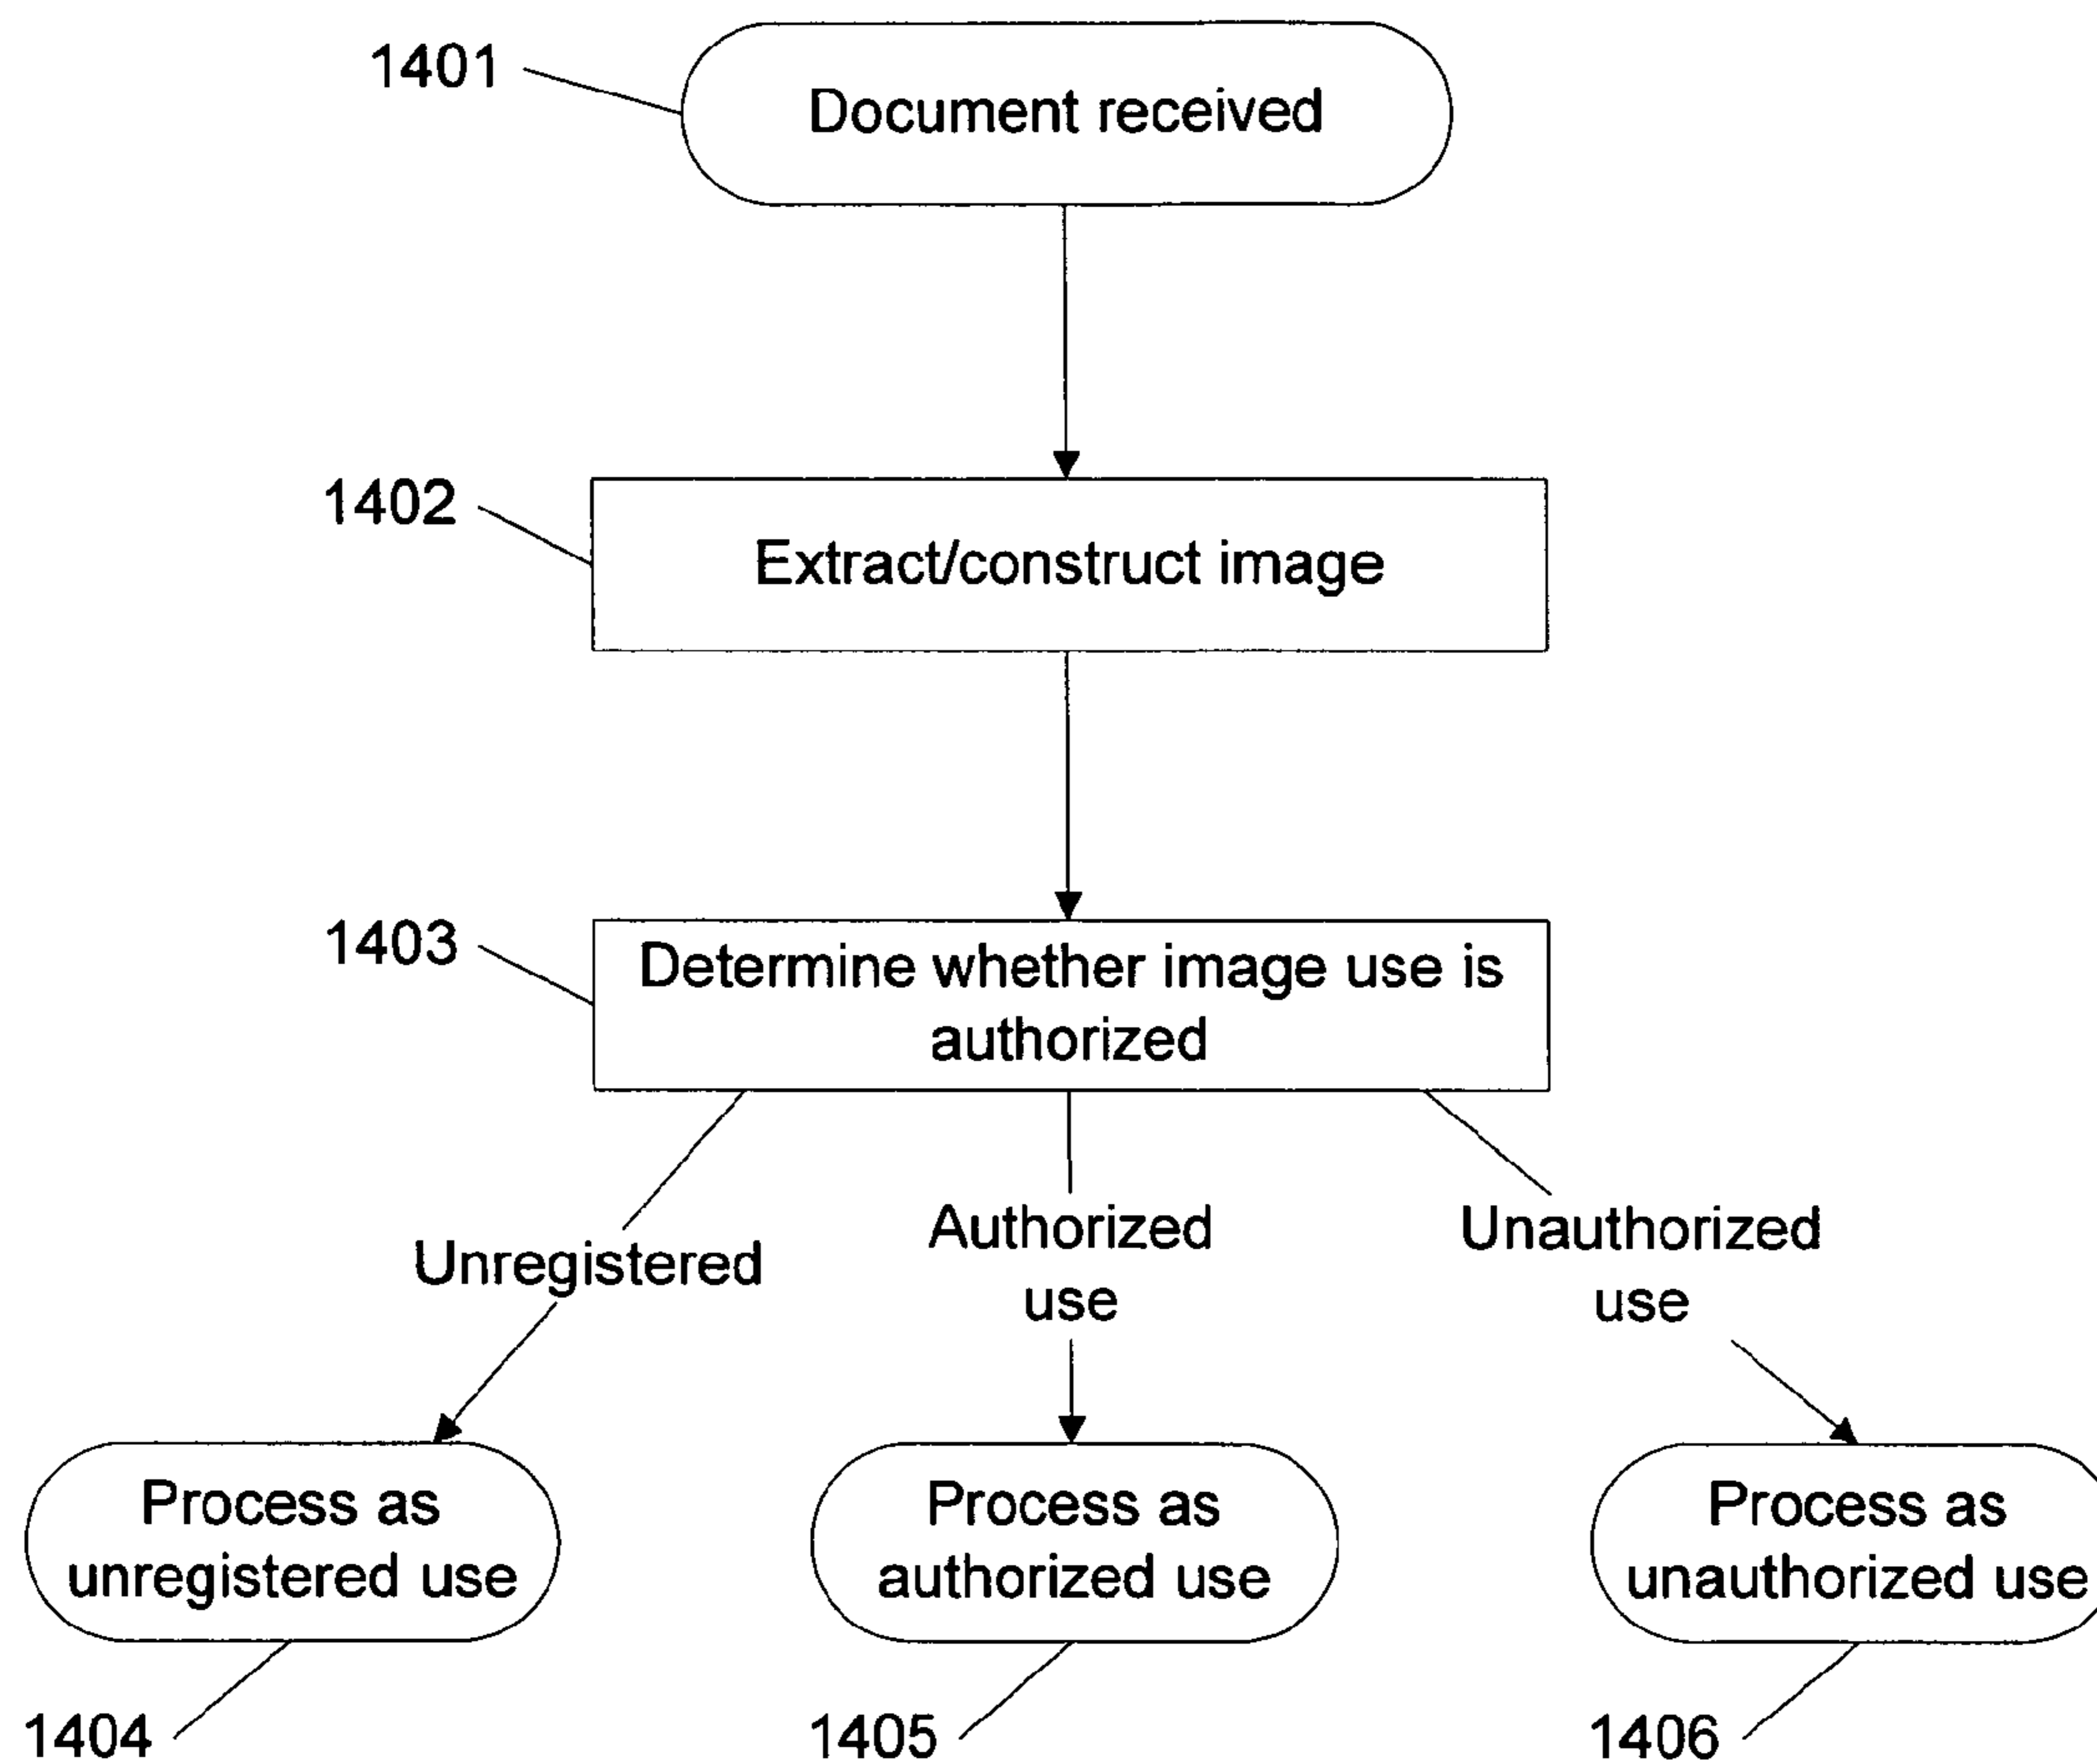 1401
Document received
1402
Extract/construct image
1403
Determine whether image use is
authorized
Unregistered
Authorized
use
Unauthorized
use
Process as
unregistered use
Process as
authorized use
Process as
unauthorized use
1404
1405
1406